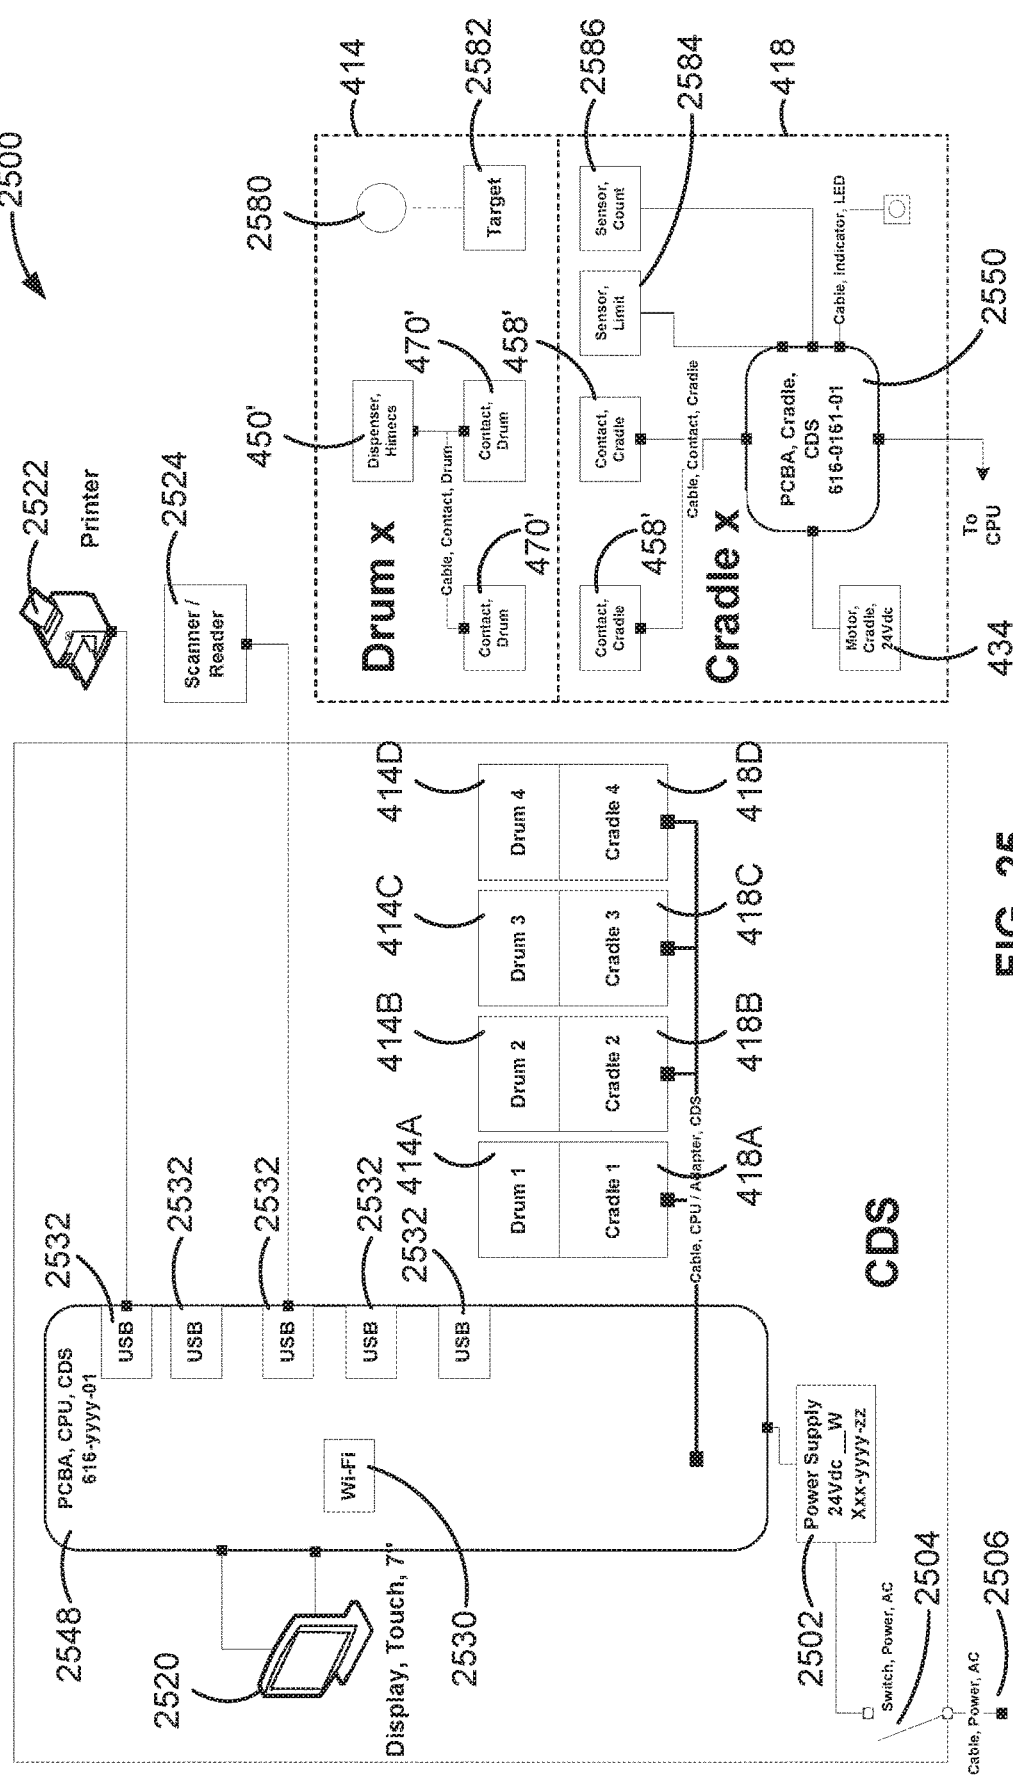 2500
2522
Printer
2524
Scanner /
Reader
414
2580
2582
Target
450'
Dispenser,
Himecs
470'
Contact,
Drum
Cable, Contact, Drum
470'
Contact,
Drum
Drum x
2586
2584
418
Sensor,
Count
Sensor,
Limit
458'
Contact,
Cradle
458'
Contact,
Cradle
Cable, Contact, Cradle
Cradle x
Cable, Indicator, LED
2550
PCBA, Cradle,
CDS
616-0161-01
To
CPU
Motor,
Cradle,
24Vdc
434
2548
PCBA, CPU, CDS
616-yyyy-01
2532
USB
2532
USB
2532
USB
2532
USB
2532
USB
2520
Display, Touch, 7"
Wi-Fi
2530
414A
Drum 1
Cradle 1
418A
414B
Drum 2
Cradle 2
418B
414C
Drum 3
Cradle 3
418C
414D
Drum 4
Cradle 4
418D
Cable, CPU / Adapter, CDS
CDS
2502
Power Supply
24Vdc __W
Xxx-yyyy-zz
Switch, Power, AC
2504
Cable, Power, AC
2506
FIG. 25